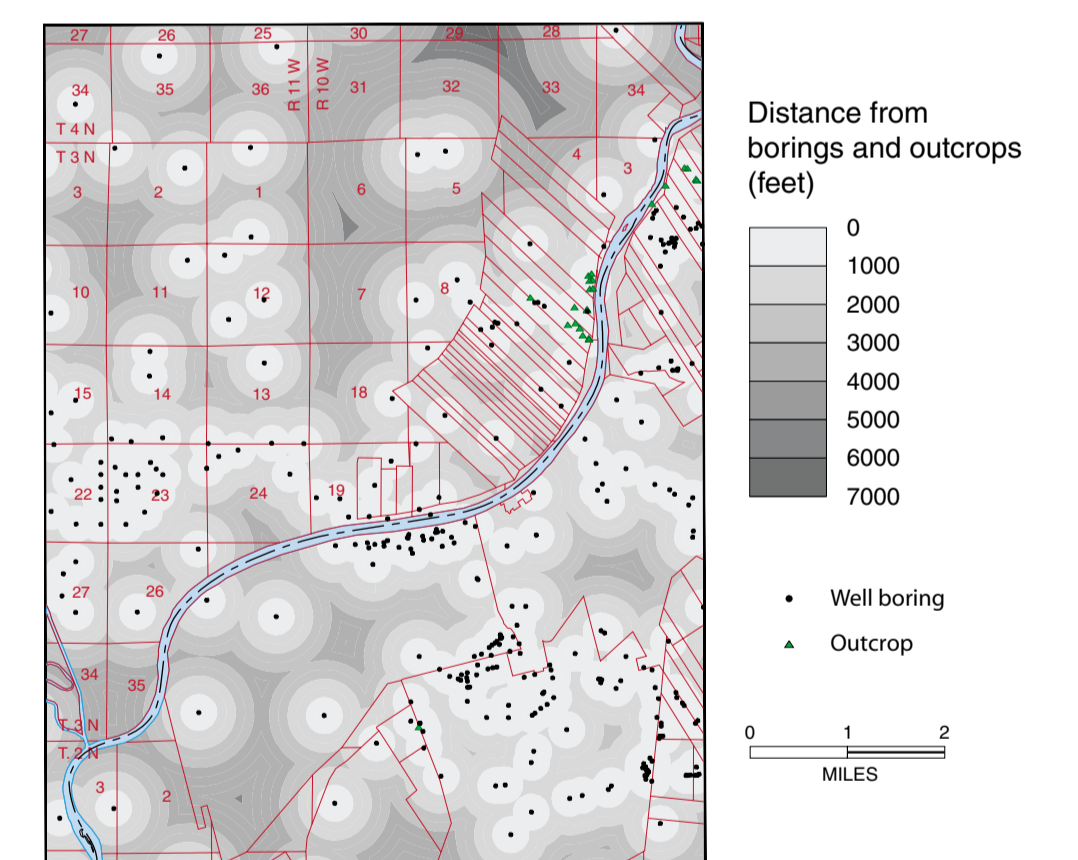 27 26 25 30 29 28
34 35 36 R 11 W R 10 W 31 32 33 34
T 4 N
T 3 N
3 2 1 6 5 4 3
10 11 12 7 8
15 14 13 18
22 23 24 19
27 26
34 35
T. 3 N
T. 2 N
3 2
Distance from
borings and outcrops
(feet)
0
1000
2000
3000
4000
5000
6000
7000
Well boring
Outcrop
0 1 2
MILES